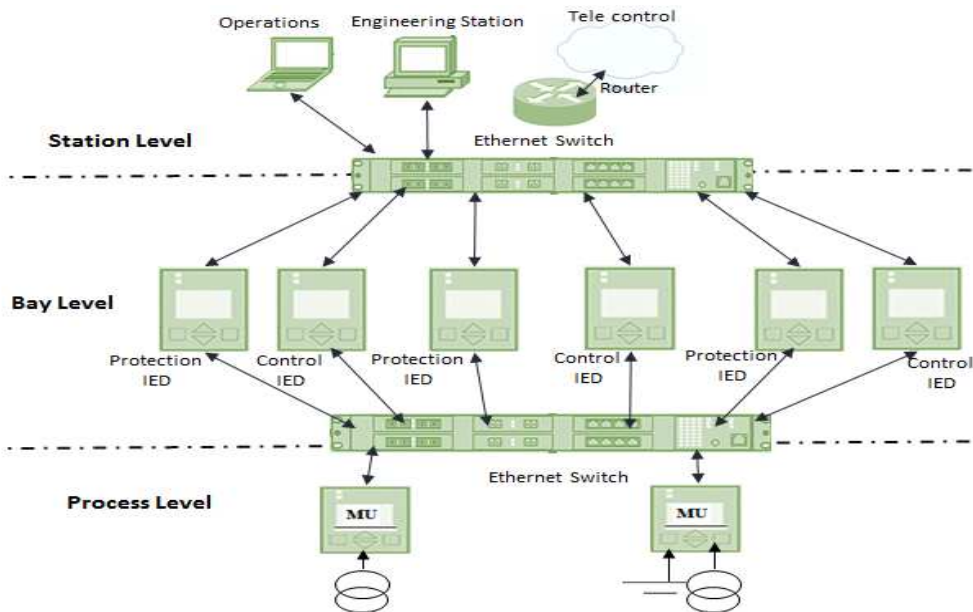 Operations
Engineering Station
Tele control
Router
Station Level
Ethernet Switch
Bay Level
Protection
IED
Control
IED
Protection
IED
Control
IED
Protection
IED
Control
IED
Ethernet Switch
Process Level
MU
MU